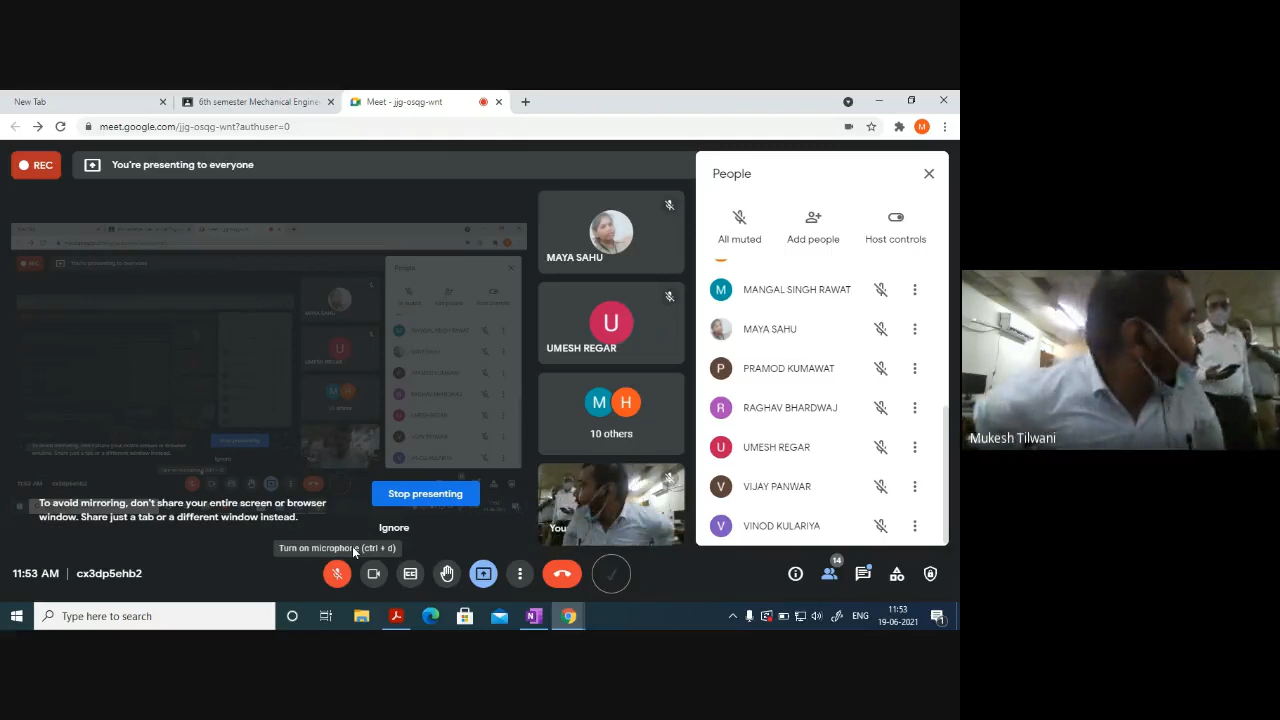 New Tab
6th semester Mechanical Engine
Meet - jjg-osqg-wnt
meet.google.com/jjg-osqg-wnt?authuser=0
M
REC
You're presenting to everyone
People
All muted
Add people
Host controls
MAYA SAHU
U
UMESH REGAR
M H
10 others
You
M MANGAL SINGH RAWAT
MAYA SAHU
P PRAMOD KUMAWAT
R RAGHAV BHARDWAJ
U UMESH REGAR
V VIJAY PANWAR
V VINOD KULARIYA
To avoid mirroring, don't share your entire screen or browser
window. Share just a tab or a different window instead.
Stop presenting
Ignore
Turn on microphone (ctrl + d)
11:53 AM | cx3dp5ehb2
14
Type here to search
ENG
11:53
19-06-2021
1
Mukesh Tilwani